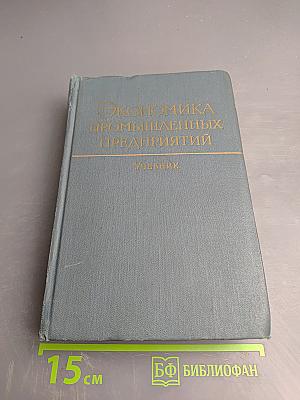 ЭКОНОМИКА
ПРОМЫШЛЕННЫХ
ПРЕДПРИЯТИЙ
УЧЕБНИК
15 см
БФ БИБЛИОФАН